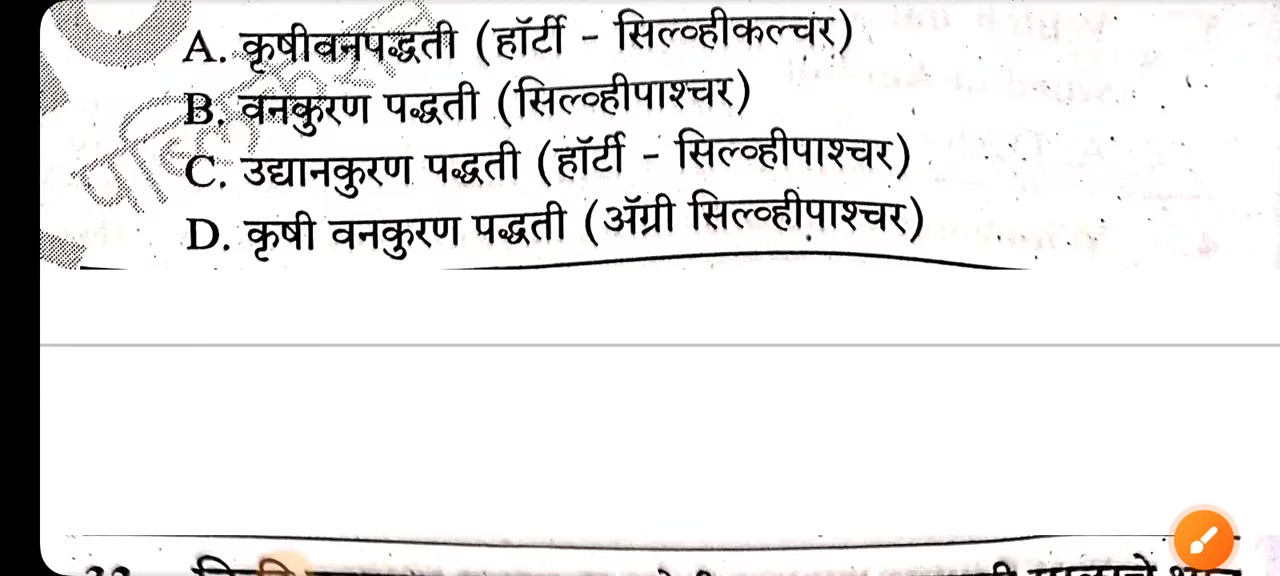 A. कृषीवनपद्धती (हॉर्टी - सिल्व्हीकल्चर)
B. वनकुरण पद्धती (सिल्व्हीपाश्चर)
C. उद्यानकुरण पद्धती (हॉर्टी - सिल्व्हीपाश्चर)
D. कृषी वनकुरण पद्धती (ॲग्री सिल्व्हीपाश्चर)